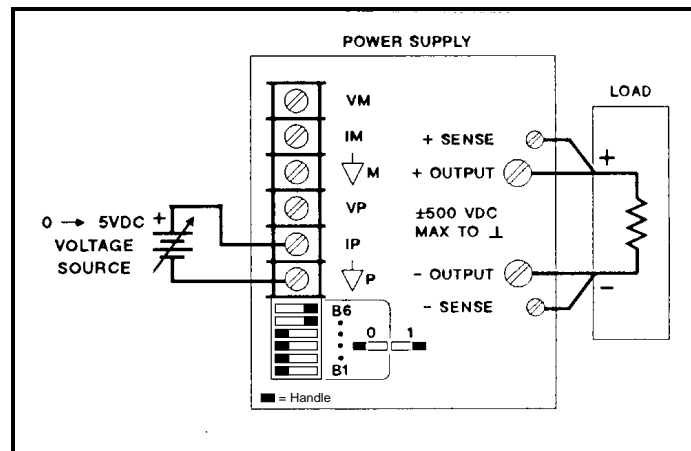 POWER SUPPLY
VM
IM
M
VP
IP
P
B6
B1
0 1
= Handle
0 → 5VDC +
VOLTAGE
SOURCE
+ SENSE
+ OUTPUT
±500 VDC
MAX TO ⊥
- OUTPUT
- SENSE
LOAD
+
-